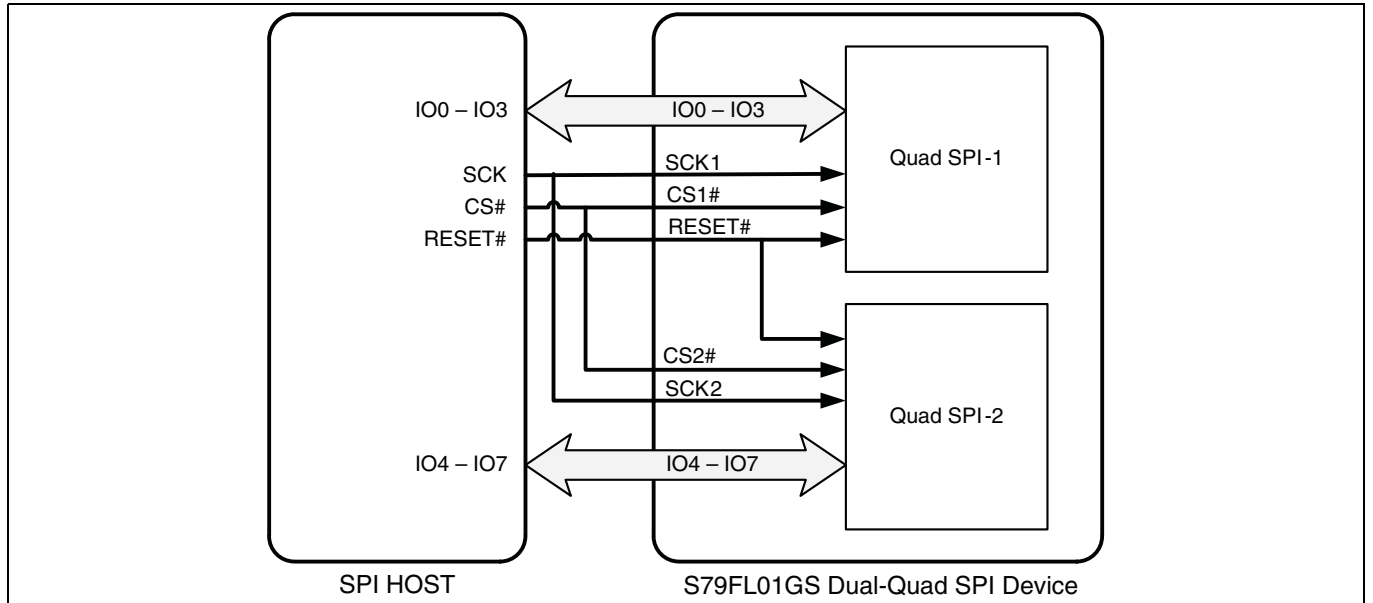 IO0 – IO3
IO0 – IO3
Quad SPI-1
SCK
SCK1
CS#
CS1#
RESET#
RESET#
CS2#
SCK2
Quad SPI-2
IO4 – IO7
IO4 – IO7
SPI HOST
S79FL01GS Dual-Quad SPI Device